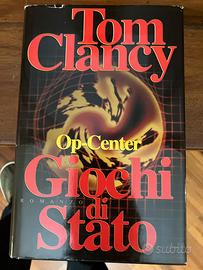 Tom
Clancy
Op-Center
Giochi
ROMANZO
di
Stato
subito